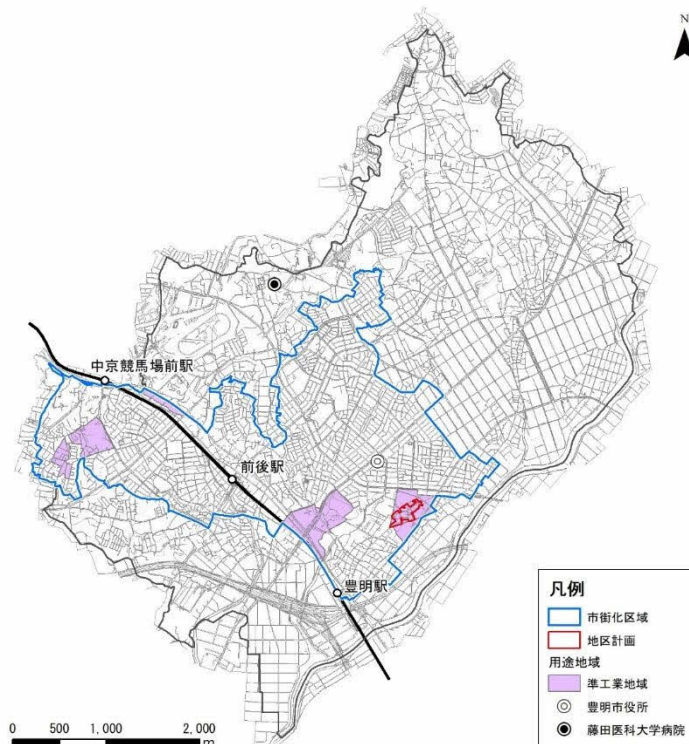 N
中京競馬場前駅
前後駅
豊明駅
凡例
市街化区域
地区計画
用途地域
準工業地域
豊明市役所
藤田医科大学病院
0 500 1,000 2,000
m